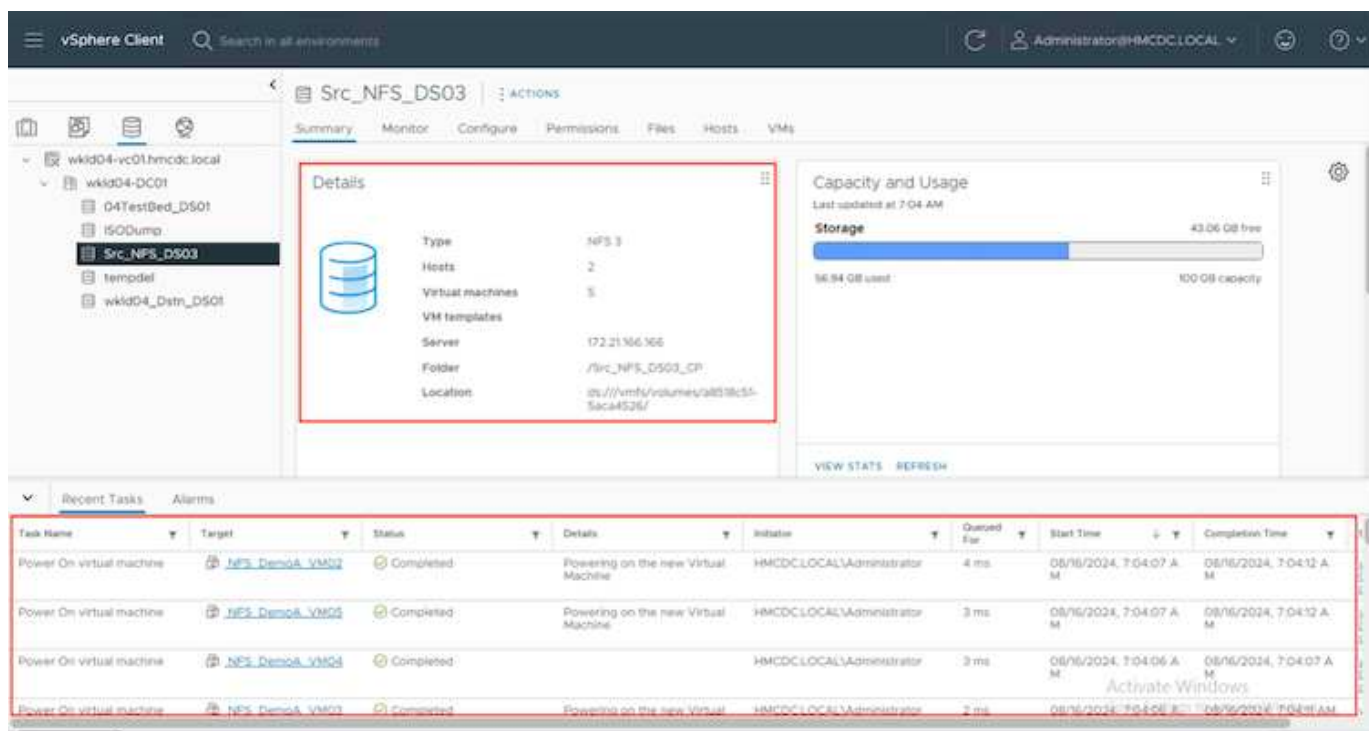 vSphere Client
Search in all environments
Administrator@HMCDC.LOCAL
Src_NFS_DS03
ACTIONS
Summary Monitor Configure Permissions Files Hosts VMs
wkld04-vc01.hmcdc.local
wkld04-DC01
04TestBed_DS01
ISODump
Src_NFS_DS03
tempdel
wkld04_Dstn_DS01
Details
Type NFS 3
Hosts 2
Virtual machines 5
VM templates
Server 172.21.166.166
Folder /Src_NFS_DS03_CP
Location ds:///vmfs/volumes/a8518c51-
5aca4526/
Capacity and Usage
Last updated at 7:04 AM
Storage 43.06 GB free
56.94 GB used 100 GB capacity
VIEW STATS REFRESH
Recent Tasks Alarms
Task Name Target Status Details Initiator Queued For Start Time Completion Time
Power On virtual machine NFS_DemoA_VM02 Completed Powering on the new Virtual Machine HMCDC.LOCAL\Administrator 4 ms 08/16/2024, 7:04:07 AM 08/16/2024, 7:04:12 AM
Power On virtual machine NFS_DemoA_VM05 Completed Powering on the new Virtual Machine HMCDC.LOCAL\Administrator 3 ms 08/16/2024, 7:04:07 AM 08/16/2024, 7:04:12 AM
Power On virtual machine NFS_DemoA_VM04 Completed HMCDC.LOCAL\Administrator 3 ms 08/16/2024, 7:04:06 AM 08/16/2024, 7:04:07 AM
Activate Windows
Power On virtual machine NFS_DemoA_VM03 Completed Powering on the new Virtual HMCDC.LOCAL\Administrator 2 ms